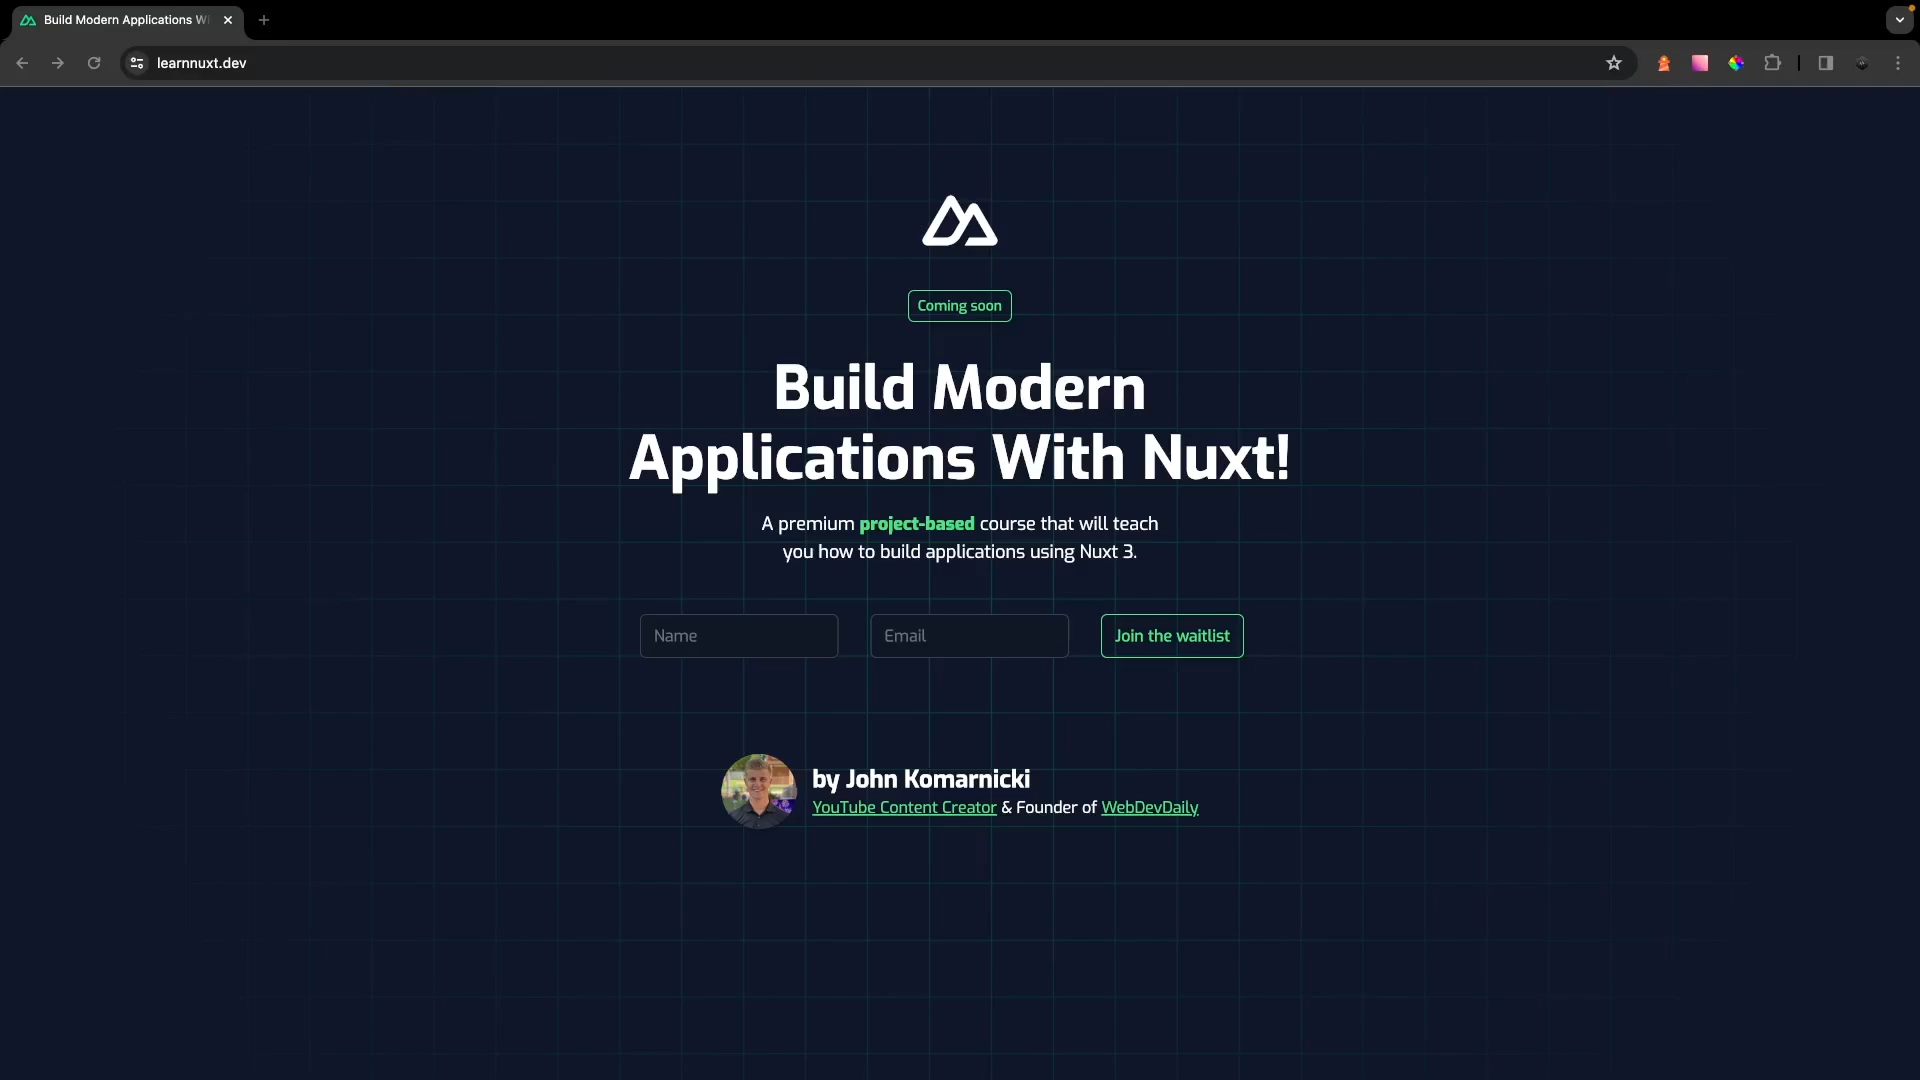 Build Modern Applications Wi
learnnuxt.dev
Coming soon
Build Modern
Applications With Nuxt!
A premium project-based course that will teach
you how to build applications using Nuxt 3.
Name
Email
Join the waitlist
by John Komarnicki
YouTube Content Creator & Founder of WebDevDaily